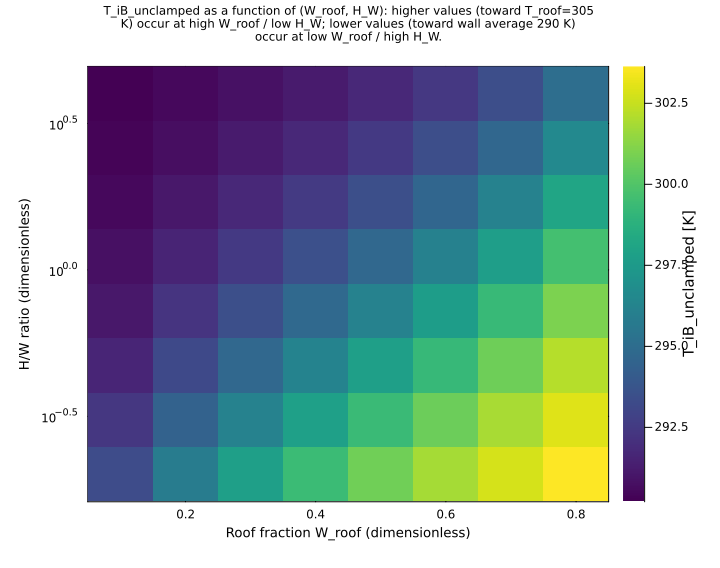 T_iB_unclamped as a function of (W_roof, H_W): higher values (toward T_roof=305
K) occur at high W_roof / low H_W; lower values (toward wall average 290 K)
occur at low W_roof / high H_W.
10^0.5
10^0.0
10^−0.5
H/W ratio (dimensionless)
0.2 0.4 0.6 0.8
Roof fraction W_roof (dimensionless)
302.5
300.0
297.5
295.0
292.5
T_iB_unclamped [K]